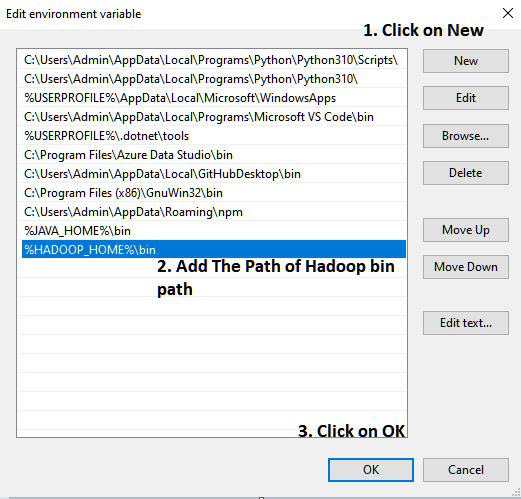 Edit environment variable
1. Click on New
C:\Users\Admin\AppData\Local\Programs\Python\Python310\Scripts\
New
C:\Users\Admin\AppData\Local\Programs\Python\Python310\
%USERPROFILE%\AppData\Local\Microsoft\WindowsApps
Edit
C:\Users\Admin\AppData\Local\Programs\Microsoft VS Code\bin
%USERPROFILE%\.dotnet\tools
Browse...
C:\Program Files\Azure Data Studio\bin
C:\Users\Admin\AppData\Local\GitHubDesktop\bin
Delete
C:\Program Files (x86)\GnuWin32\bin
C:\Users\Admin\AppData\Roaming\npm
%JAVA_HOME%\bin
Move Up
%HADOOP_HOME%\bin
2. Add The Path of Hadoop bin
path
Move Down
Edit text...
3. Click on OK
OK
Cancel